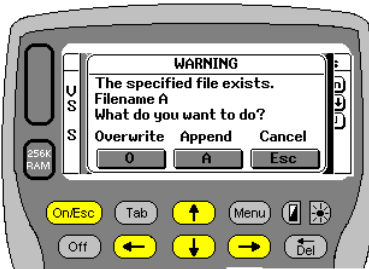 WARNING
The specified file exists.
Filename A
What do you want to do?
Overwrite Append Cancel
O A Esc
U
S
S
256K
RAM
On/Esc Tab Menu
Off Del